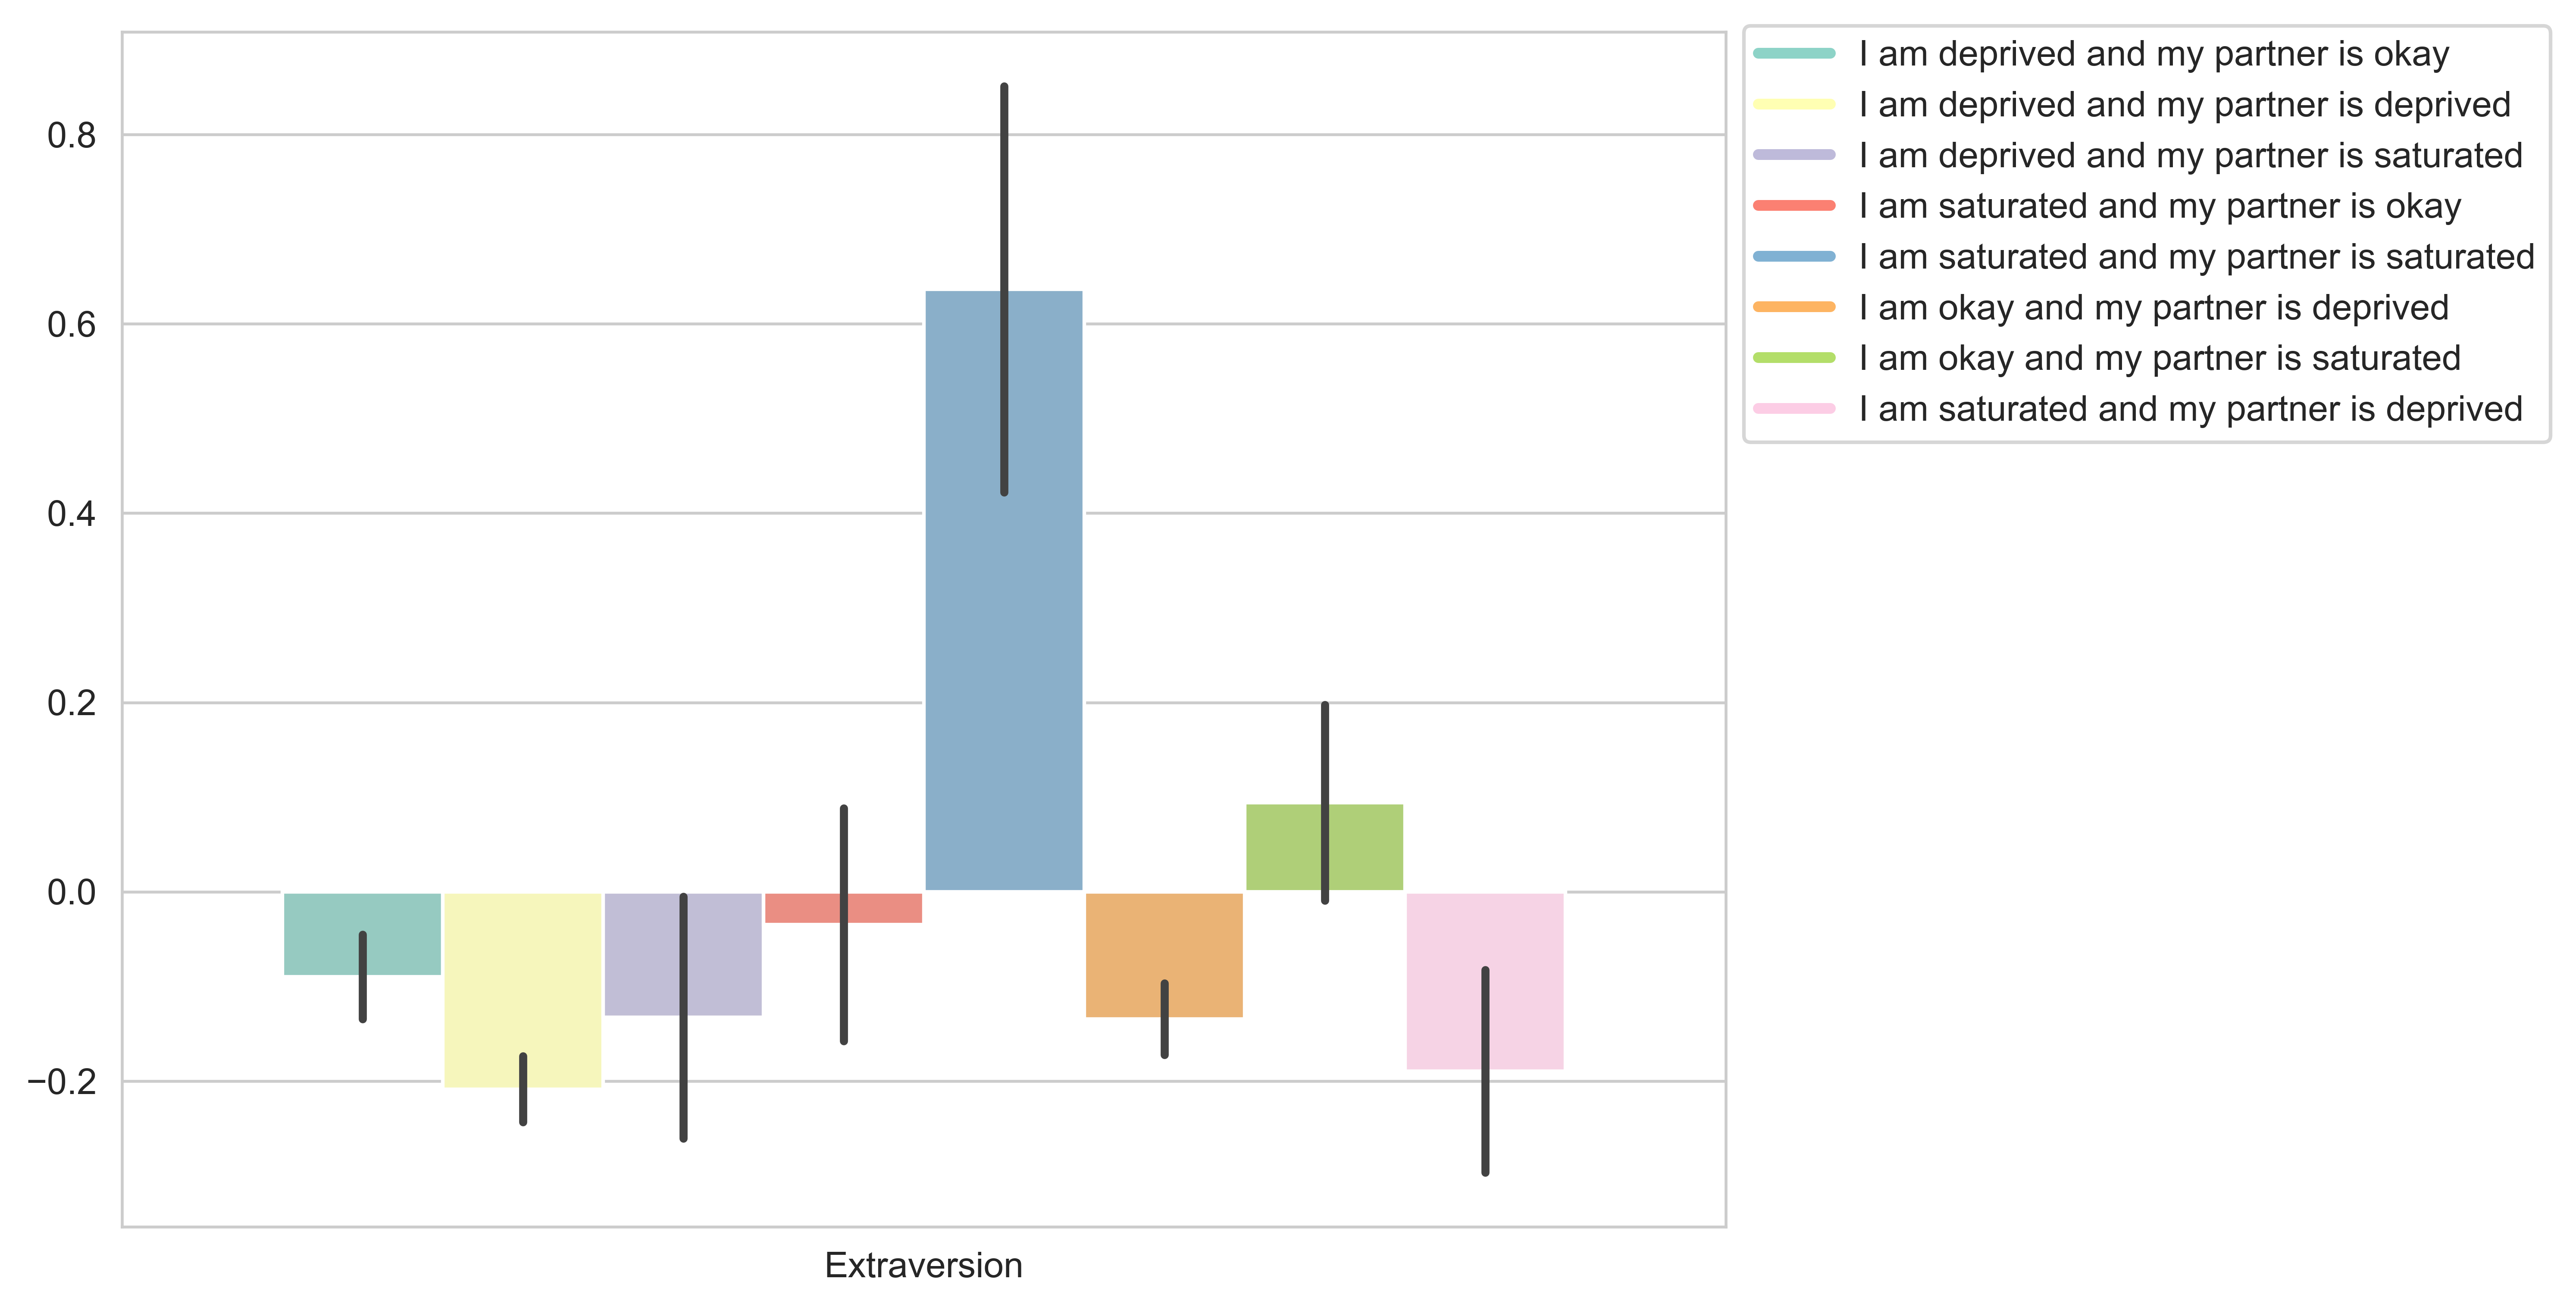 0.8
0.6
0.4
0.2
0.0
−0.2
Extraversion
I am deprived and my partner is okay
I am deprived and my partner is deprived
I am deprived and my partner is saturated
I am saturated and my partner is okay
I am saturated and my partner is saturated
I am okay and my partner is deprived
I am okay and my partner is saturated
I am saturated and my partner is deprived